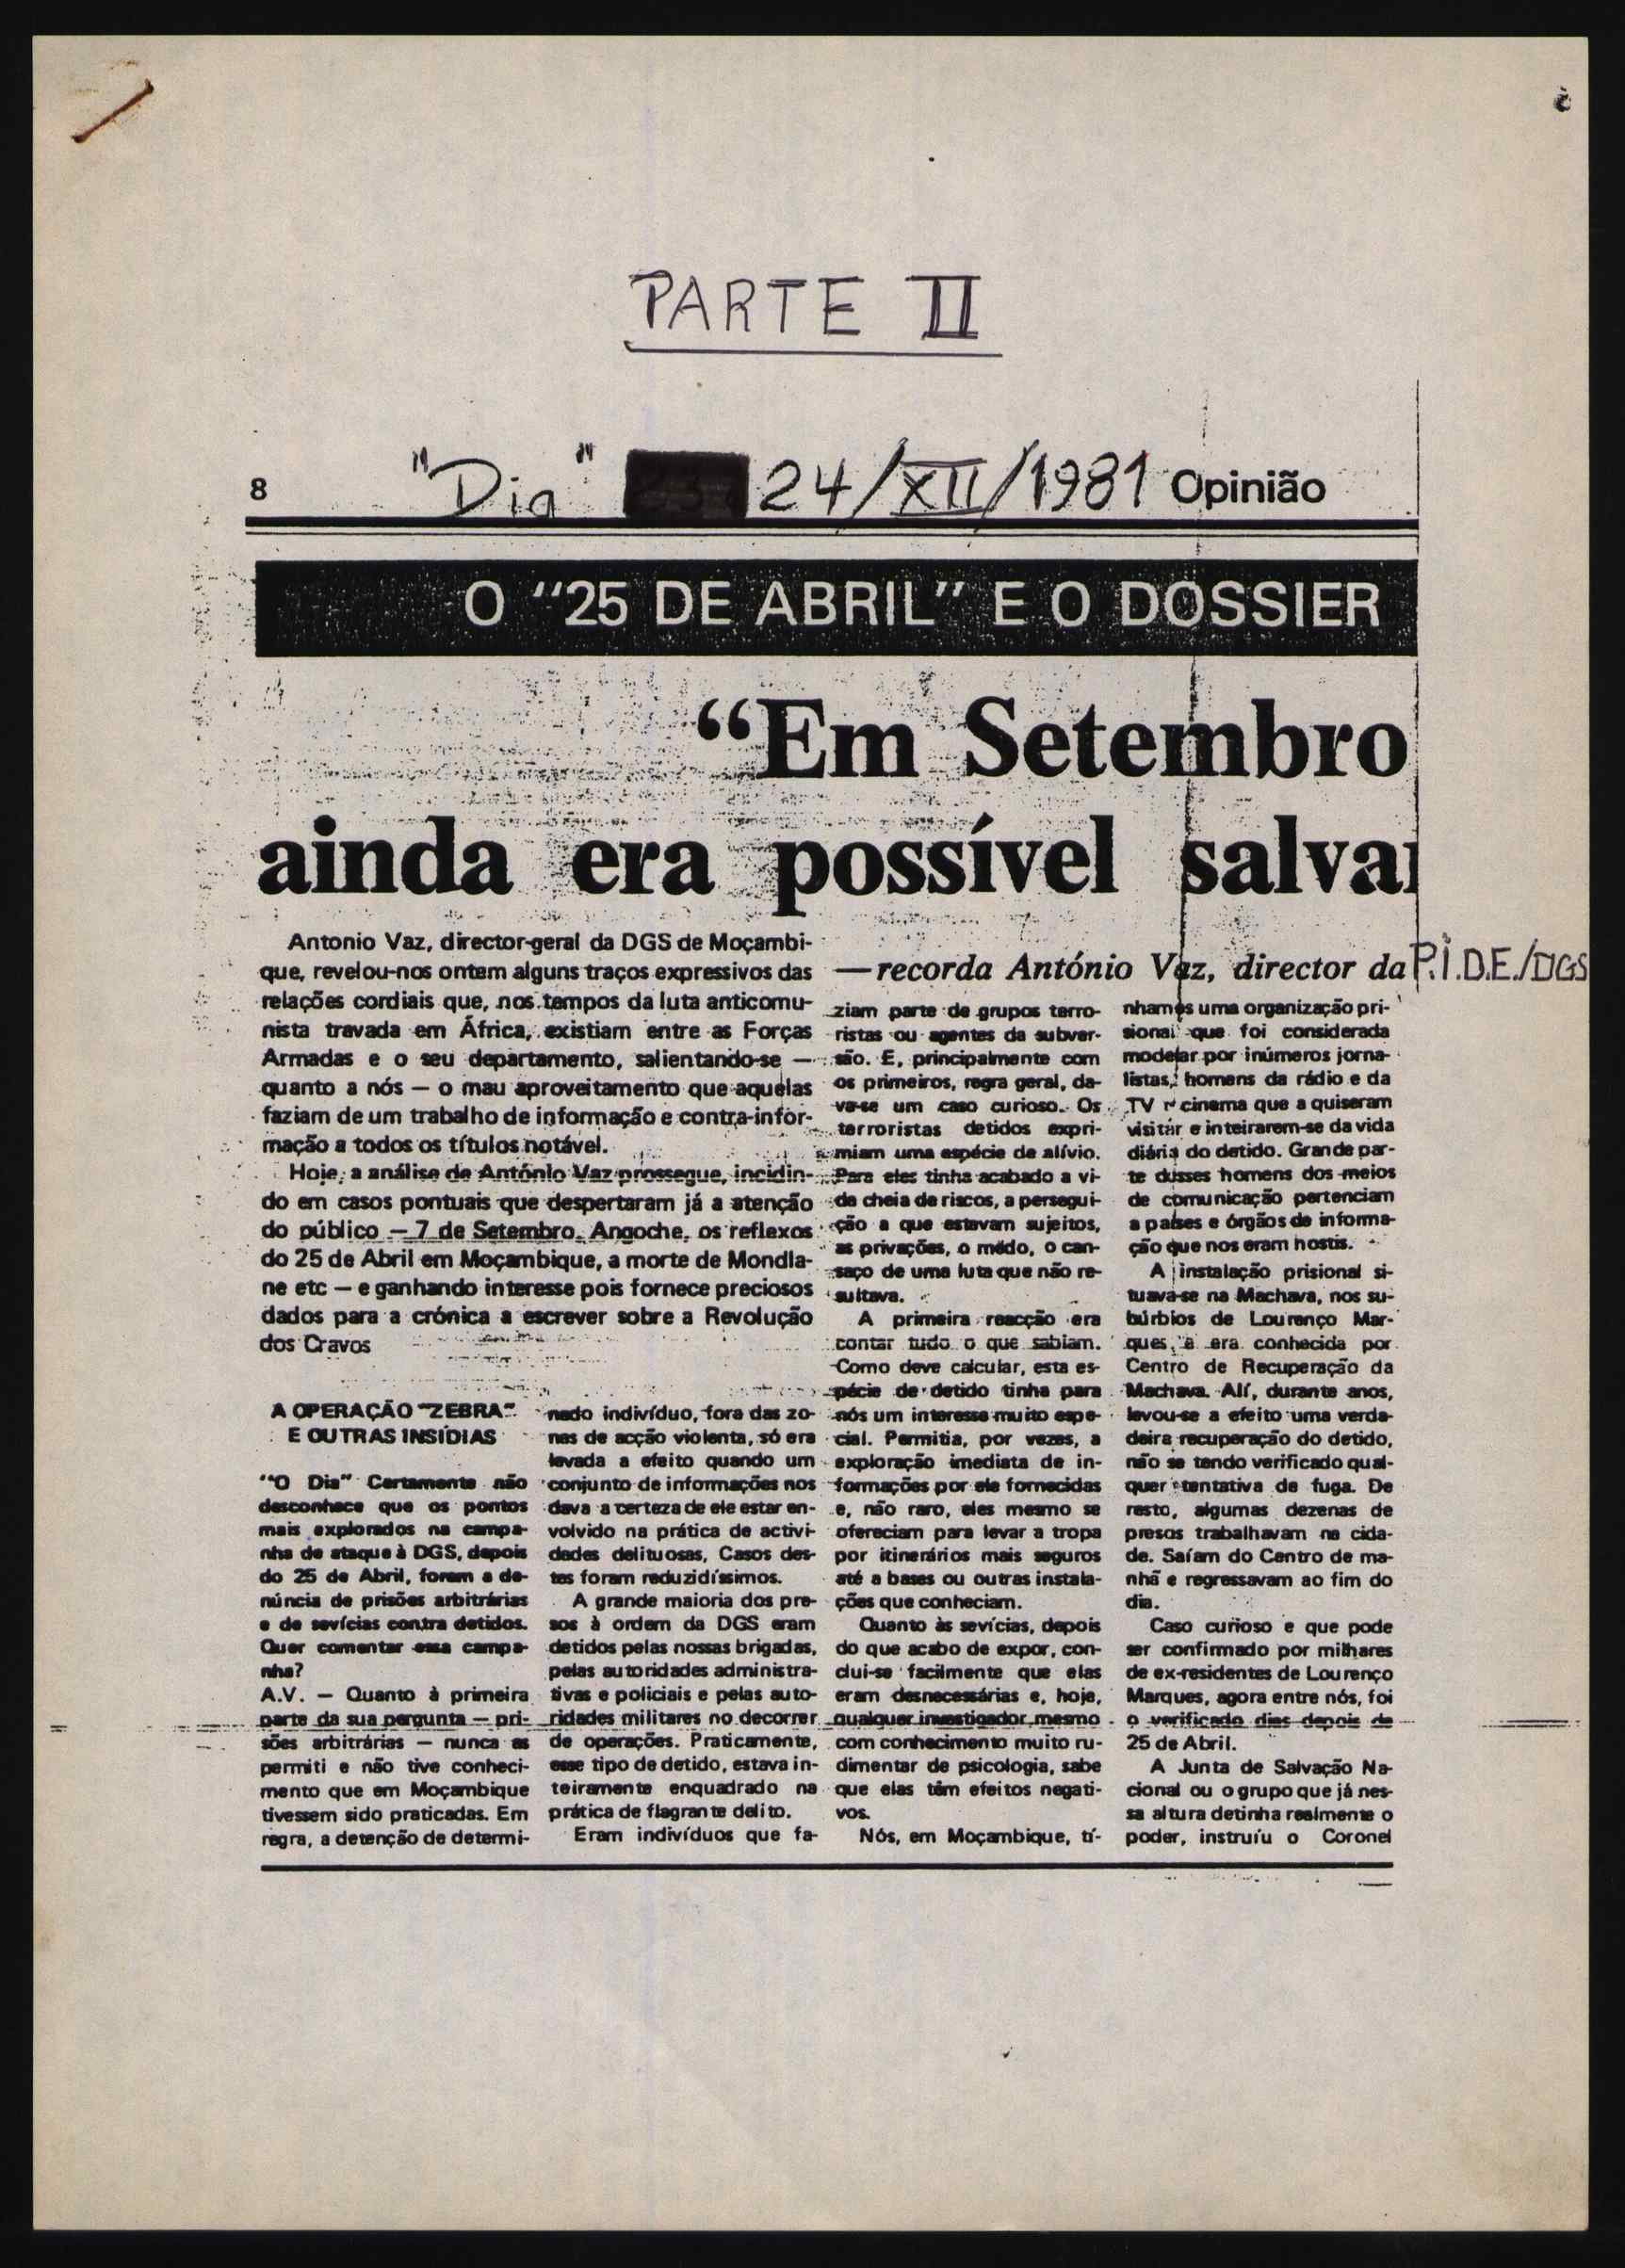 PARTE II
8 "Dia" 24/XII/1981 Opinião
O "25 DE ABRIL" E O DOSSIER
"Em Setembro
ainda era possível salvar
— recorda António Vaz, director da P.I.D.E./DGS
Antonio Vaz, director-geral da DGS de Moçambi-
que, revelou-nos ontem alguns traços expressivos das
relações cordiais que, nos tempos da luta anticomu-
nista travada em África, existiam entre as Forças
Armadas e o seu departamento, salientando-se —
quanto a nós — o mau aproveitamento que aquelas
faziam de um trabalho de informação e contra-infor-
mação a todos os títulos notável.
Hoje, a análise de António Vaz prossegue, incidin-
do em casos pontuais que despertaram já a atenção
do público — 7 de Setembro, Angoche, os reflexos
do 25 de Abril em Moçambique, a morte de Mondla-
ne etc — e ganhando interesse pois fornece preciosos
dados para a crónica a escrever sobre a Revolução
dos Cravos
A OPERAÇÃO "ZEBRA"
E OUTRAS INSÍDIAS
"O Dia" Certamente não
desconhece que os pontos
mais explorados na campa-
nha de ataque à DGS, depois
do 25 de Abril, foram a de-
núncia de prisões arbitrárias
e de sevícias contra detidos.
Quer comentar essa campa-
nha?
A.V. — Quanto à primeira
parte da sua pergunta — pri-
sões arbitrárias — nunca as
permiti e não tive conheci-
mento que em Moçambique
tivessem sido praticadas. Em
regra, a detenção de determi-
nado indivíduo, fora das zo-
nas de acção violenta, só era
levada a efeito quando um
conjunto de informações nos
dava a certeza de ele estar en-
volvido na prática de activi-
dades delituosas, Casos des-
tes foram reduzidíssimos.
A grande maioria dos pre-
sos à ordem da DGS eram
detidos pelas nossas brigadas,
pelas autoridades administra-
tivas e policiais e pelas auto-
ridades militares no decorrer
de operações. Praticamente,
esse tipo de detido, estava in-
teiramente enquadrado na
prática de flagrante delito.
Eram indivíduos que fa-
ziam parte de grupos terro-
ristas ou agentes da subver-
são. E, principalmente com
os primeiros, regra geral, da-
va-se um caso curioso. Os
terroristas detidos expri-
miam uma espécie de alívio.
Para eles tinha acabado a vi-
da cheia de riscos, a persegui-
ção a que estavam sujeitos,
as privações, o médo, o can-
saço de uma luta que não re-
sultava.
A primeira reacção era
contar tudo o que sabiam.
Como deve calcular, esta es-
pécie de detido tinha para
nós um interesse muito espe-
cial. Permitia, por vezes, a
exploração imediata de in-
formações por ele fornecidas
e, não raro, eles mesmo se
ofereciam para levar a tropa
por itinerários mais seguros
até a bases ou outras instala-
ções que conheciam.
Quanto às sevícias, depois
do que acabo de expor, con-
clui-se facilmente que elas
eram desnecessárias e, hoje,
qualquer investigador mesmo
com conhecimento muito ru-
dimentar de psicologia, sabe
que elas têm efeitos negati-
vos.
Nós, em Moçambique, tí-
nhamos uma organização pri-
sional que foi considerada
modelar por inúmeros jorna-
listas, homens da rádio e da
TV e cinema que a quiseram
visitar e inteirarem-se da vida
diária do detido. Grande par-
te desses homens dos meios
de comunicação pertenciam
a países e órgãos de informa-
ção que nos eram hostis.
A instalação prisional si-
tuava-se na Machava, nos su-
búrbios de Lourenço Mar-
ques, e era conhecida por
Centro de Recuperação da
Machava. Alí, durante anos,
levou-se a efeito uma verda-
deira recuperação do detido,
não se tendo verificado qual-
quer tentativa de fuga. De
resto, algumas dezenas de
presos trabalhavam na cida-
de. Saíam do Centro de ma-
nhã e regressavam ao fim do
dia.
Caso curioso e que pode
ser confirmado por milhares
de ex-residentes de Lourenço
Marques, agora entre nós, foi
o verificado dias depois de
25 de Abril.
A Junta de Salvação Na-
cional ou o grupo que já nes-
sa altura detinha realmente o
poder, instruíu o Coronel